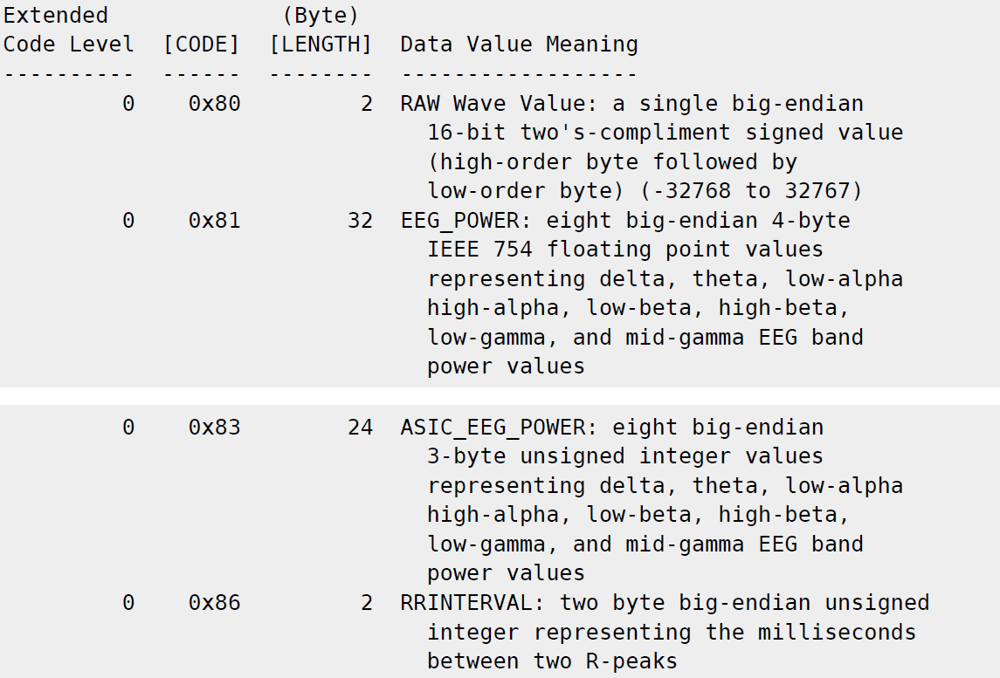 Extended             (Byte)
Code Level  [CODE]  [LENGTH]  Data Value Meaning
----------  ------  --------  ------------------
         0    0x80         2  RAW Wave Value: a single big-endian
                                16-bit two's-compliment signed value
                                (high-order byte followed by
                                low-order byte) (-32768 to 32767)
         0    0x81        32  EEG_POWER: eight big-endian 4-byte
                                IEEE 754 floating point values
                                representing delta, theta, low-alpha
                                high-alpha, low-beta, high-beta,
                                low-gamma, and mid-gamma EEG band
                                power values
         0    0x83        24  ASIC_EEG_POWER: eight big-endian
                                3-byte unsigned integer values
                                representing delta, theta, low-alpha
                                high-alpha, low-beta, high-beta,
                                low-gamma, and mid-gamma EEG band
                                power values
         0    0x86         2  RRINTERVAL: two byte big-endian unsigned
                                integer representing the milliseconds
                                between two R-peaks